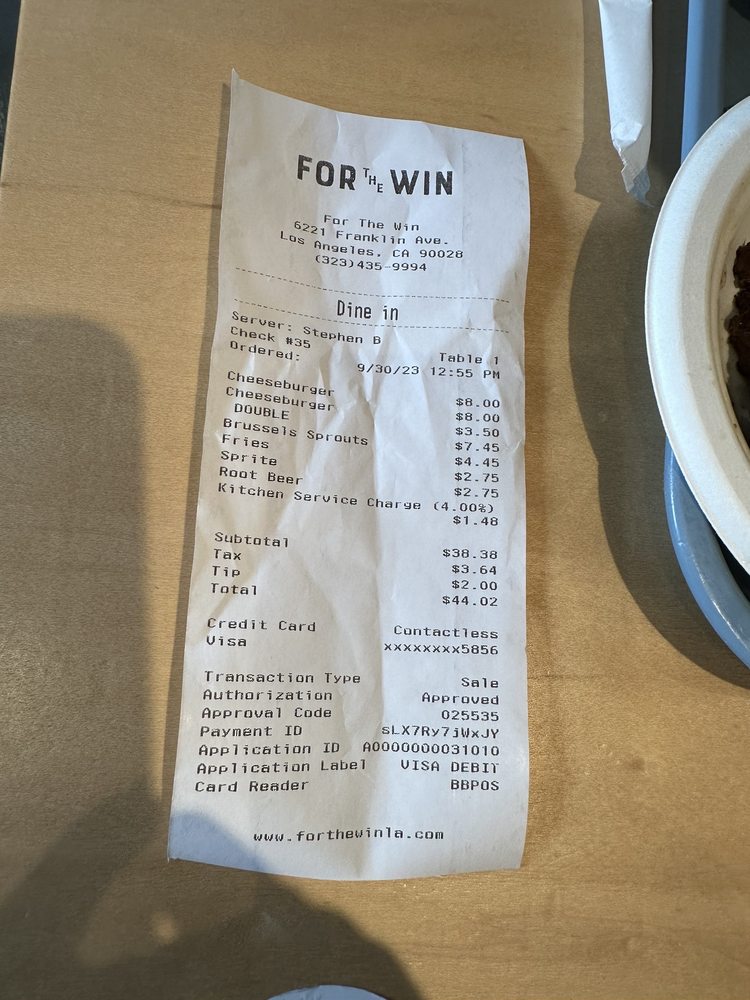 FOR THE WIN
For The Win
6221 Franklin Ave.
Los Angeles, CA 90028
(323)435-9994
Dine in
Server: Stephen B
Check #35 Table 1
Ordered: 9/30/23 12:55 PM
Cheeseburger $8.00
Cheeseburger $8.00
DOUBLE $3.50
Brussels Sprouts $7.45
Fries $4.45
Sprite $2.75
Root Beer $2.75
Kitchen Service Charge (4.00%)
$1.48
Subtotal $38.38
Tax $3.64
Tip $2.00
Total $44.02
Credit Card Contactless
Visa xxxxxxxx5856
Transaction Type Sale
Authorization Approved
Approval Code 025535
Payment ID sLX7Ry7jWxJY
Application ID A0000000031010
Application Label VISA DEBIT
Card Reader BBPOS
www.forthewinla.com